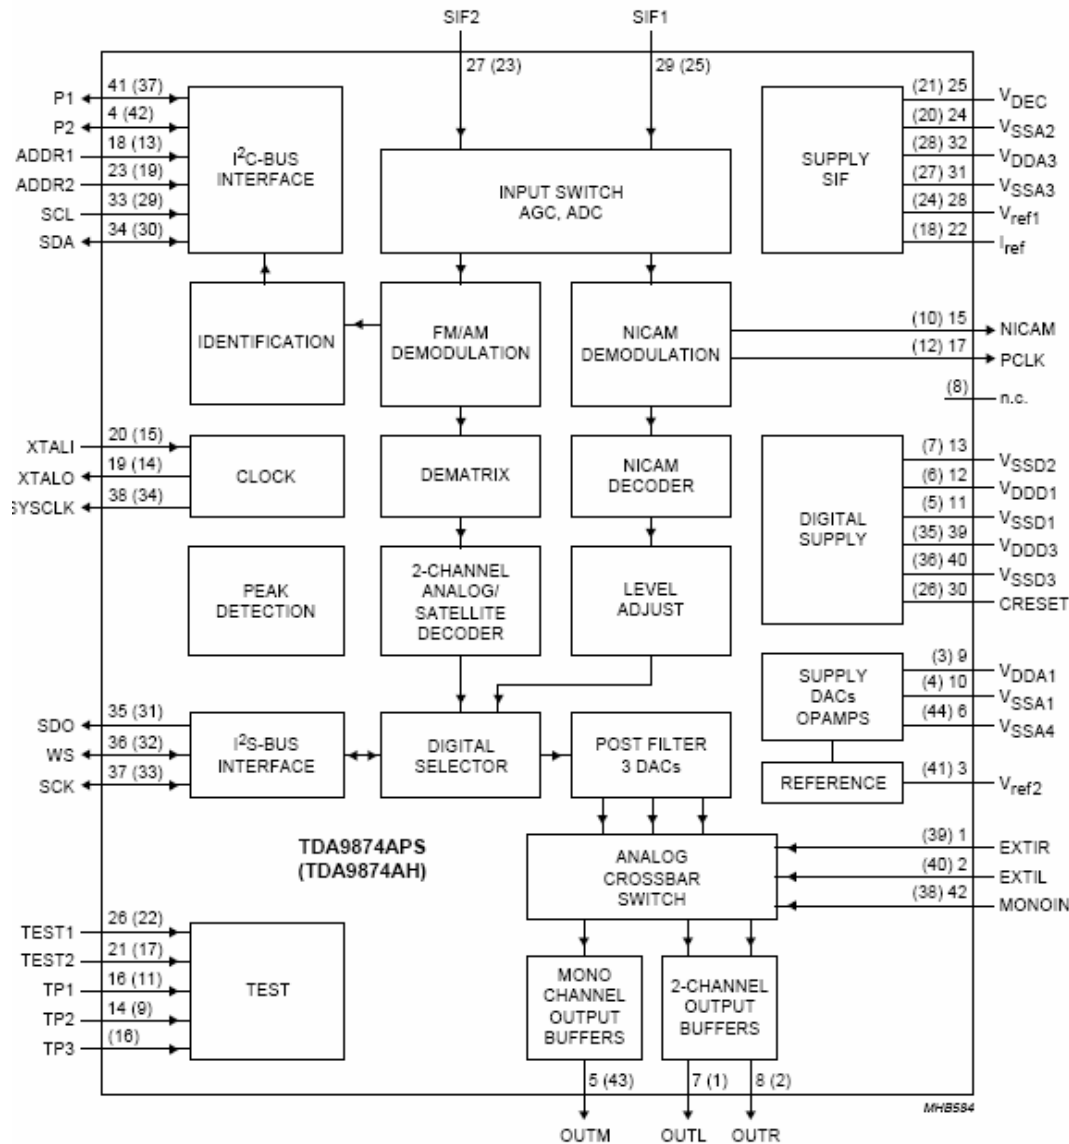 SIF2 SIF1
27 (23) 29 (25)
P1 41 (37)
P2 4 (42)
ADDR1 18 (13)
ADDR2 23 (19)
SCL 33 (29)
SDA 34 (30)
I²C-BUS
INTERFACE
INPUT SWITCH
AGC, ADC
SUPPLY
SIF
(21) 25 VDEC
(20) 24 VSSA2
(28) 32 VDDA3
(27) 31 VSSA3
(24) 28 Vref1
(18) 22 Iref
IDENTIFICATION
FM/AM
DEMODULATION
NICAM
DEMODULATION
(10) 15 NICAM
(12) 17 PCLK
(8) n.c.
XTALI 20 (15)
XTALO 19 (14)
SYSCLK 38 (34)
CLOCK
DEMATRIX
NICAM
DECODER
DIGITAL
SUPPLY
(7) 13 VSSD2
(6) 12 VDDD1
(5) 11 VSSD1
(35) 39 VDDD3
(36) 40 VSSD3
(26) 30 CRESET
PEAK
DETECTION
2-CHANNEL
ANALOG/
SATELLITE
DECODER
LEVEL
ADJUST
SUPPLY
DACs
OPAMPS
(3) 9 VDDA1
(4) 10 VSSA1
(44) 6 VSSA4
SDO 35 (31)
WS 36 (32)
SCK 37 (33)
I²S-BUS
INTERFACE
DIGITAL
SELECTOR
POST FILTER
3 DACs
REFERENCE
(41) 3 Vref2
TDA9874APS
(TDA9874AH)
ANALOG
CROSSBAR
SWITCH
(39) 1 EXTIR
(40) 2 EXTIL
(38) 42 MONOIN
TEST1 26 (22)
TEST2 21 (17)
TP1 16 (11)
TP2 14 (9)
TP3 (16)
TEST
MONO
CHANNEL
OUTPUT
BUFFERS
2-CHANNEL
OUTPUT
BUFFERS
5 (43) 7 (1) 8 (2)
MHB584
OUTM OUTL OUTR